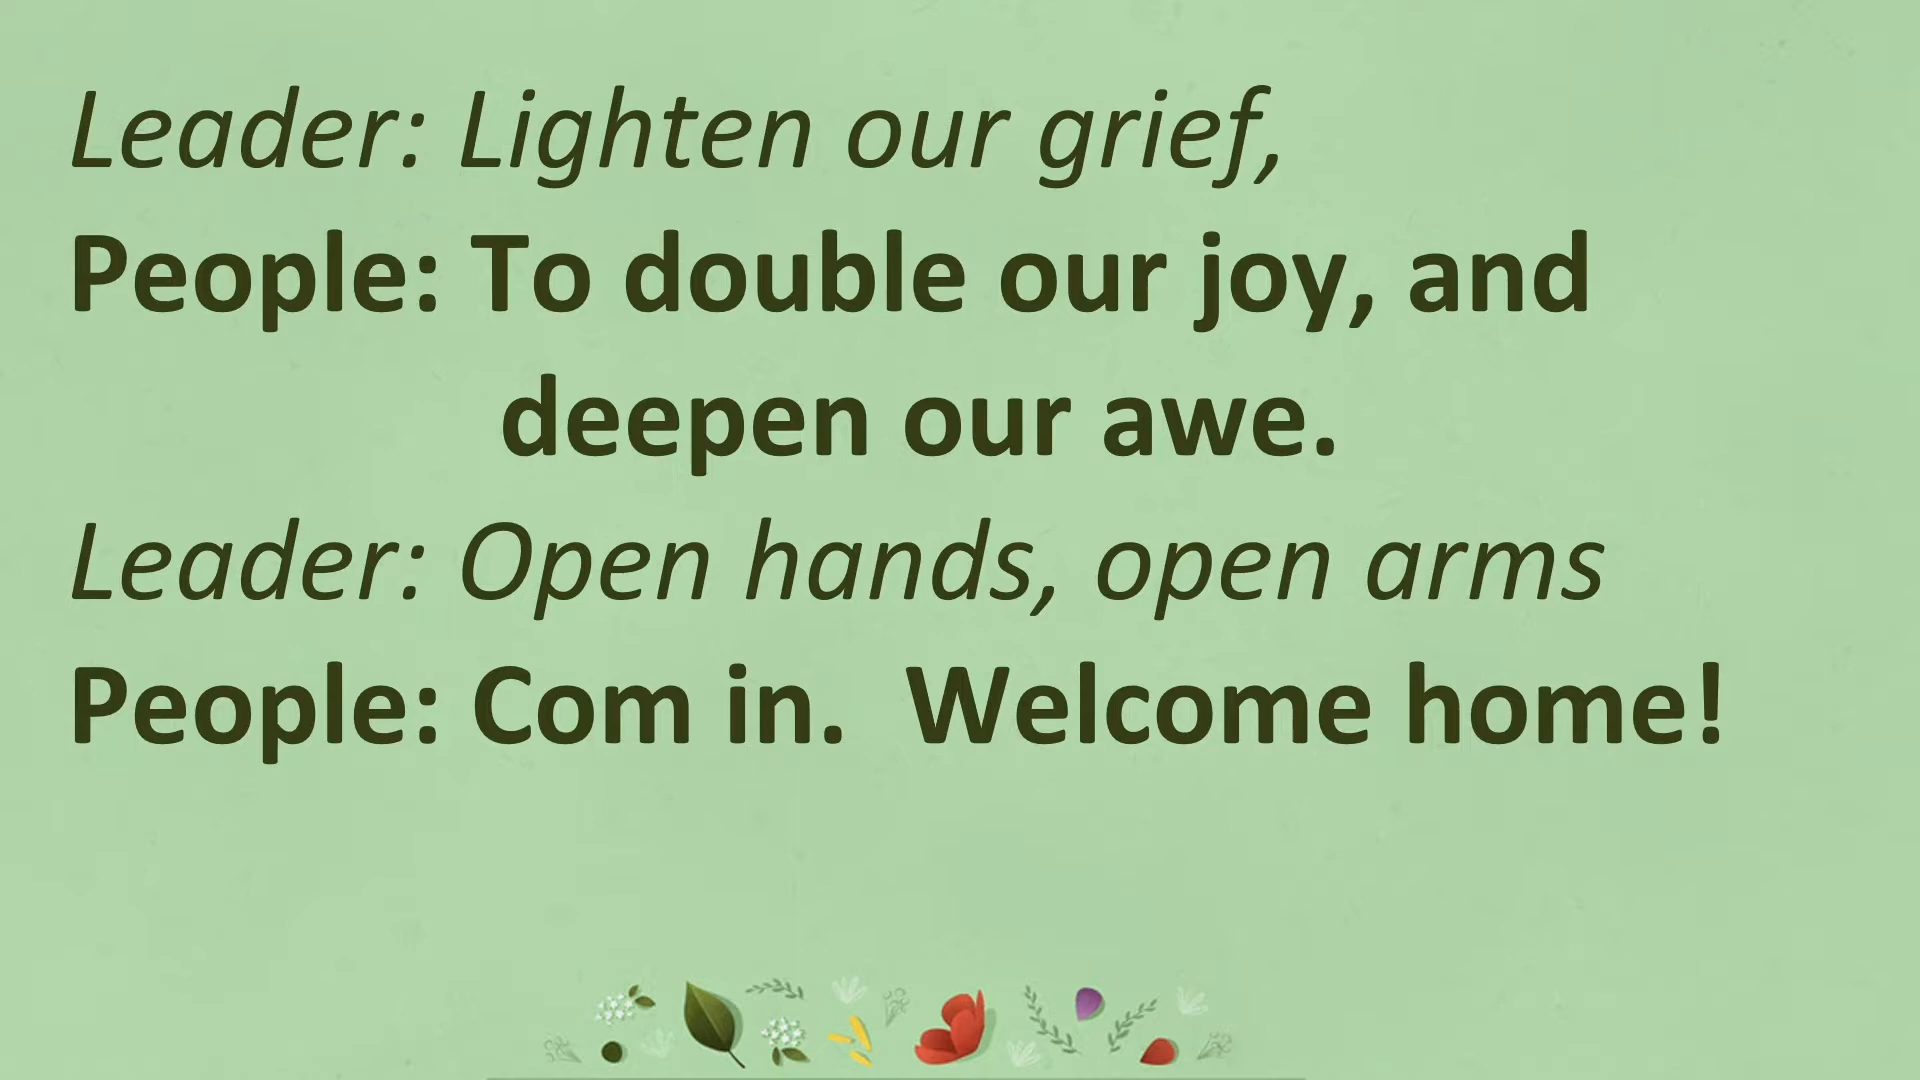 Leader: Lighten our grief,
People: To double our joy, and
deepen our awe.
Leader: Open hands, open arms
People: Com in.  Welcome home!